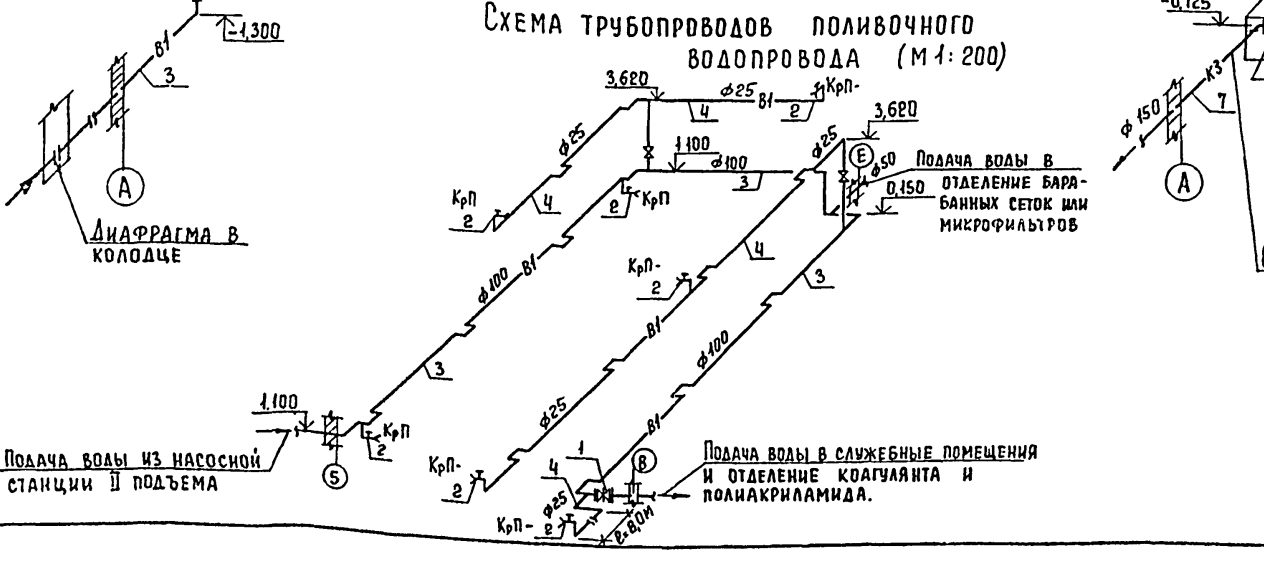 Схема трубопроводов поливочного
водопровода (М 1:200)
-1,300
В1
3
А
Диафрагма в
колодце
3,620
ф25
В1
КрП-
4
2
ф25
1.100
ф100
3
ф25
3,620
Е
ф50
Подача воды в
отделение бара-
банных сеток или
микрофильтров
0,150
КрП
2
4
2
КрП
ф100
В1
4
КрП-
2
3
В1
ф100
3
1,100
КрП
2
5
Подача воды из насосной
станции II подъема
ф25
В1
КрП-
2
1
4
В
Подача воды в служебные помещения
и отделение коагулянта и
полиакриламида.
ф25
КрП-
2
ℓ=8,0м
-0,125
К3
7
ф150
А